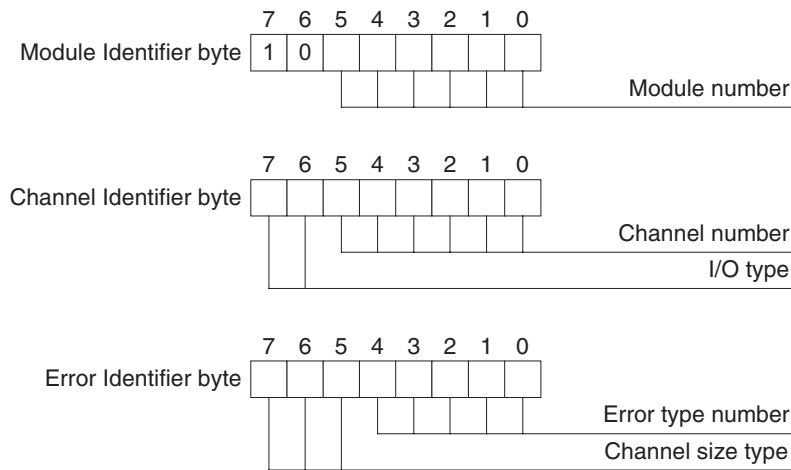 7 6 5 4 3 2 1 0
Module Identifier byte 1 0
Module number
7 6 5 4 3 2 1 0
Channel Identifier byte
Channel number
I/O type
7 6 5 4 3 2 1 0
Error Identifier byte
Error type number
Channel size type